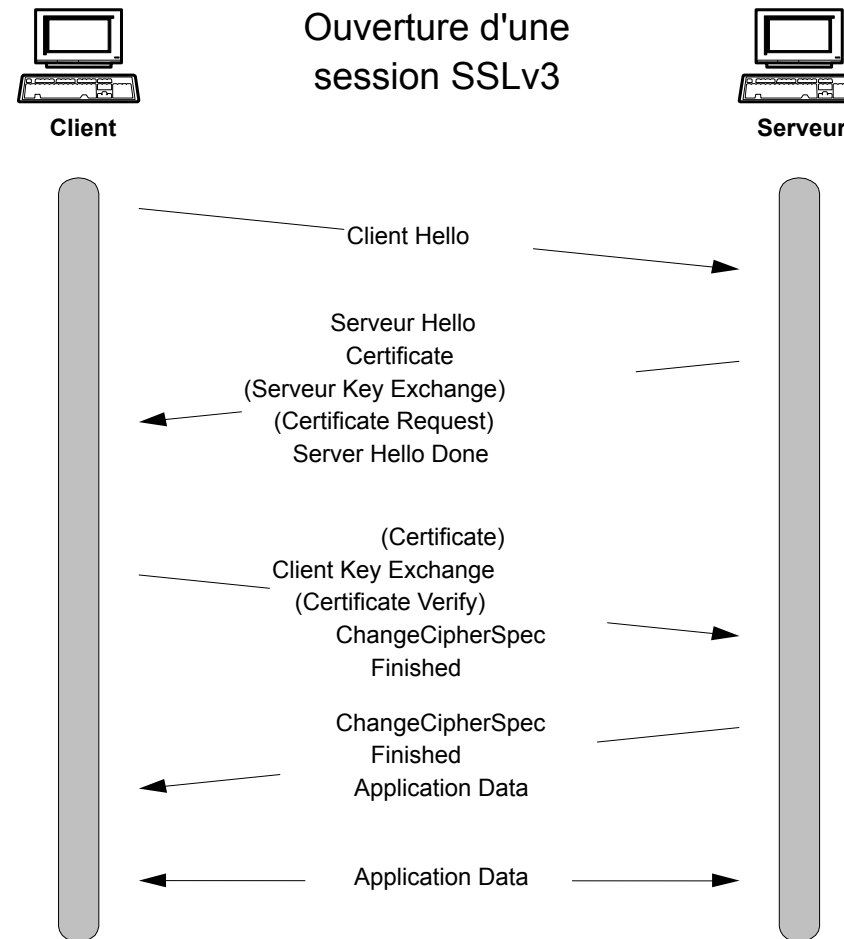 Ouverture d'une
session SSLv3
Client
Serveur
Client Hello
Serveur Hello
Certificate
(Serveur Key Exchange)
(Certificate Request)
Server Hello Done
(Certificate)
Client Key Exchange
(Certificate Verify)
ChangeCipherSpec
Finished
ChangeCipherSpec
Finished
Application Data
Application Data